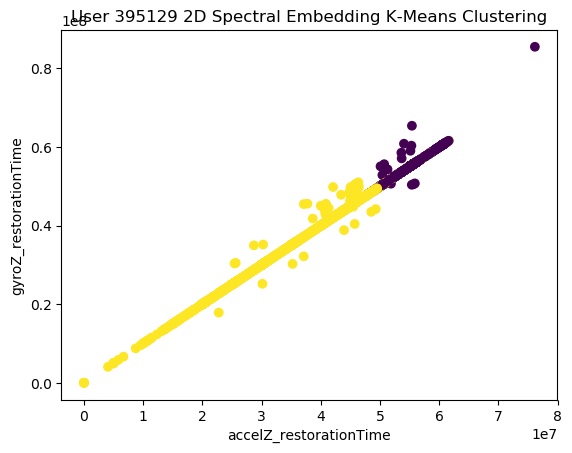 User 395129 2D Spectral Embedding K-Means Clustering
1e8
0.8
0.6
0.4
0.2
0.0
gyroZ_restorationTime
0 1 2 3 4 5 6 7 8
1e7
accelZ_restorationTime